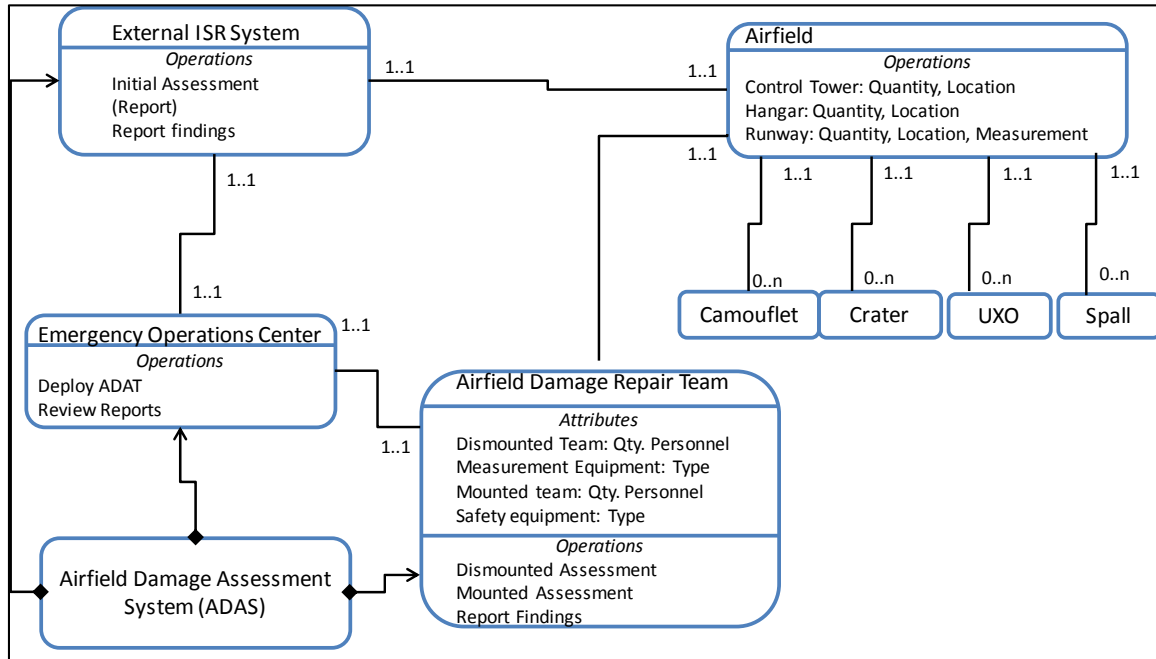 External ISR System
Operations
Initial Assessment
(Report)
Report findings
1..1
1..1
Airfield
Operations
Control Tower: Quantity, Location
Hangar: Quantity, Location
Runway: Quantity, Location, Measurement
1..1
1..1
1..1
1..1
1..1
1..1
0..n
0..n
0..n
0..n
Camouflet
Crater
UXO
Spall
1..1
Emergency Operations Center
Operations
Deploy ADAT
Review Reports
1..1
1..1
Airfield Damage Repair Team
Attributes
Dismounted Team: Qty. Personnel
Measurement Equipment: Type
Mounted team: Qty. Personnel
Safety equipment: Type
Operations
Dismounted Assessment
Mounted Assessment
Report Findings
Airfield Damage Assessment
System (ADAS)